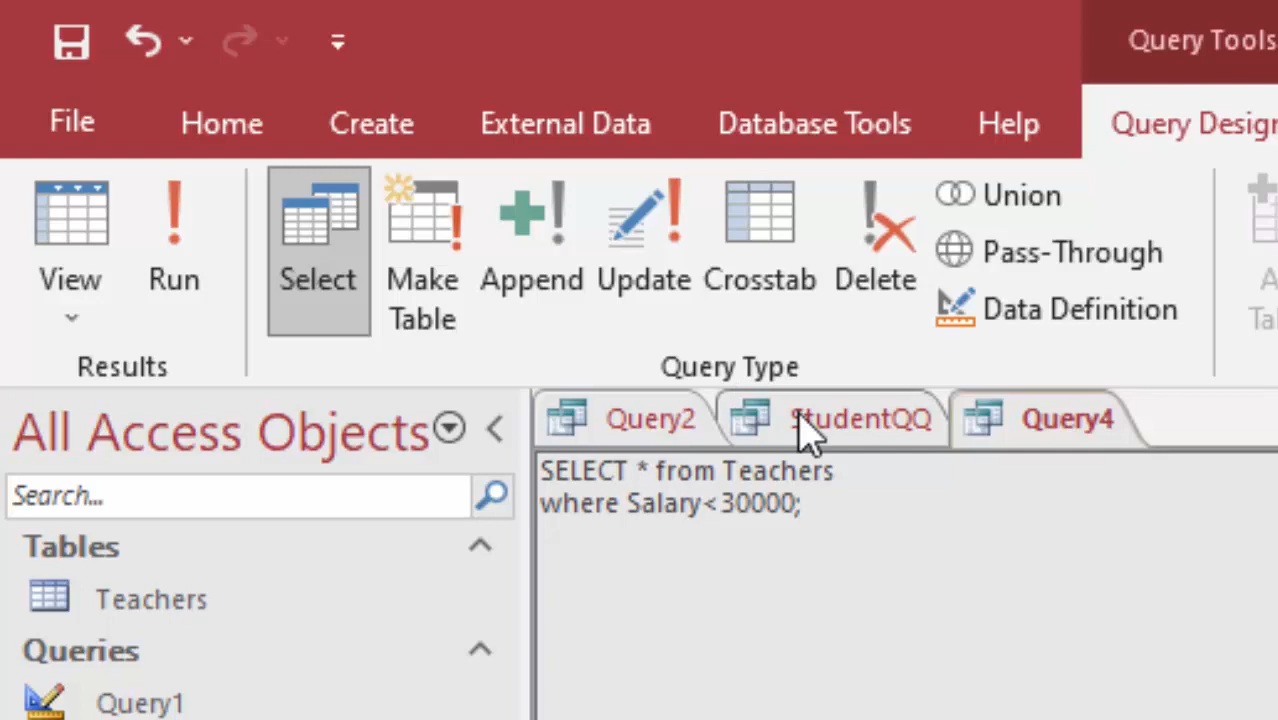 Query Tools
File Home Create External Data Database Tools Help Query Design
View Run Select Make Table Append Update Crosstab Delete
Union
Pass-Through
Data Definition
Results Query Type
All Access Objects
Query2 StudentQQ Query4
SELECT * from Teachers
where Salary<30000;
Search...
Tables
Teachers
Queries
Query1